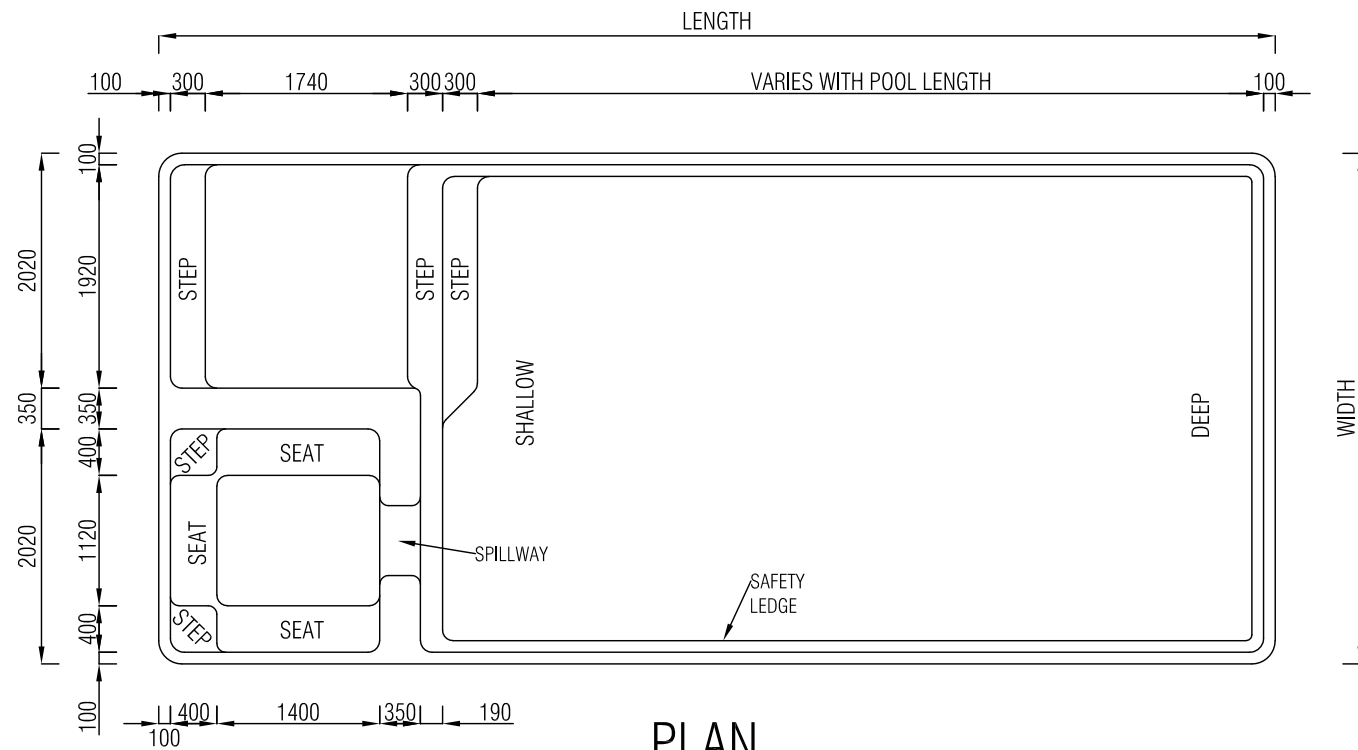 LENGTH
100 300 1740 300 300 VARIES WITH POOL LENGTH 100
100
2020 1920 STEP STEP STEP
350 350 SHALLOW DEEP WIDTH
400 STEP SEAT
2020 1120 SEAT SPILLWAY
SAFETY
LEDGE
400 STEP SEAT
100 400 1400 350 190
100
PLAN